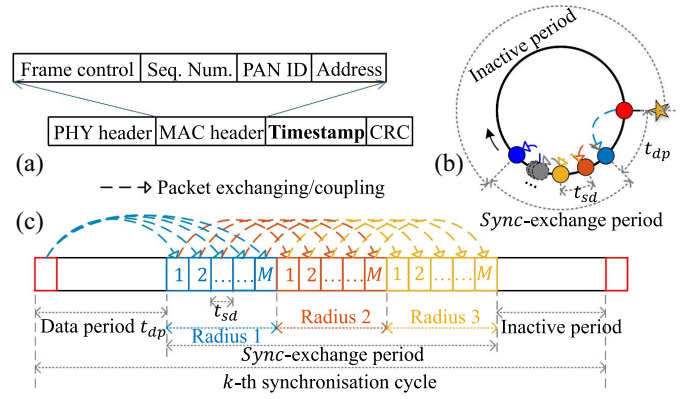 Frame control Seq. Num. PAN ID Address
PHY header MAC header Timestamp CRC
(a)
Packet exchanging/coupling
Inactive period
(b)
t_dp
...
t_sd
Sync-exchange period
(c)
1 2 ...... M 1 2 ...... M 1 2 ...... M
t_sd
Data period t_dp
Radius 1
Radius 2
Radius 3
Inactive period
Sync-exchange period
k-th synchronisation cycle